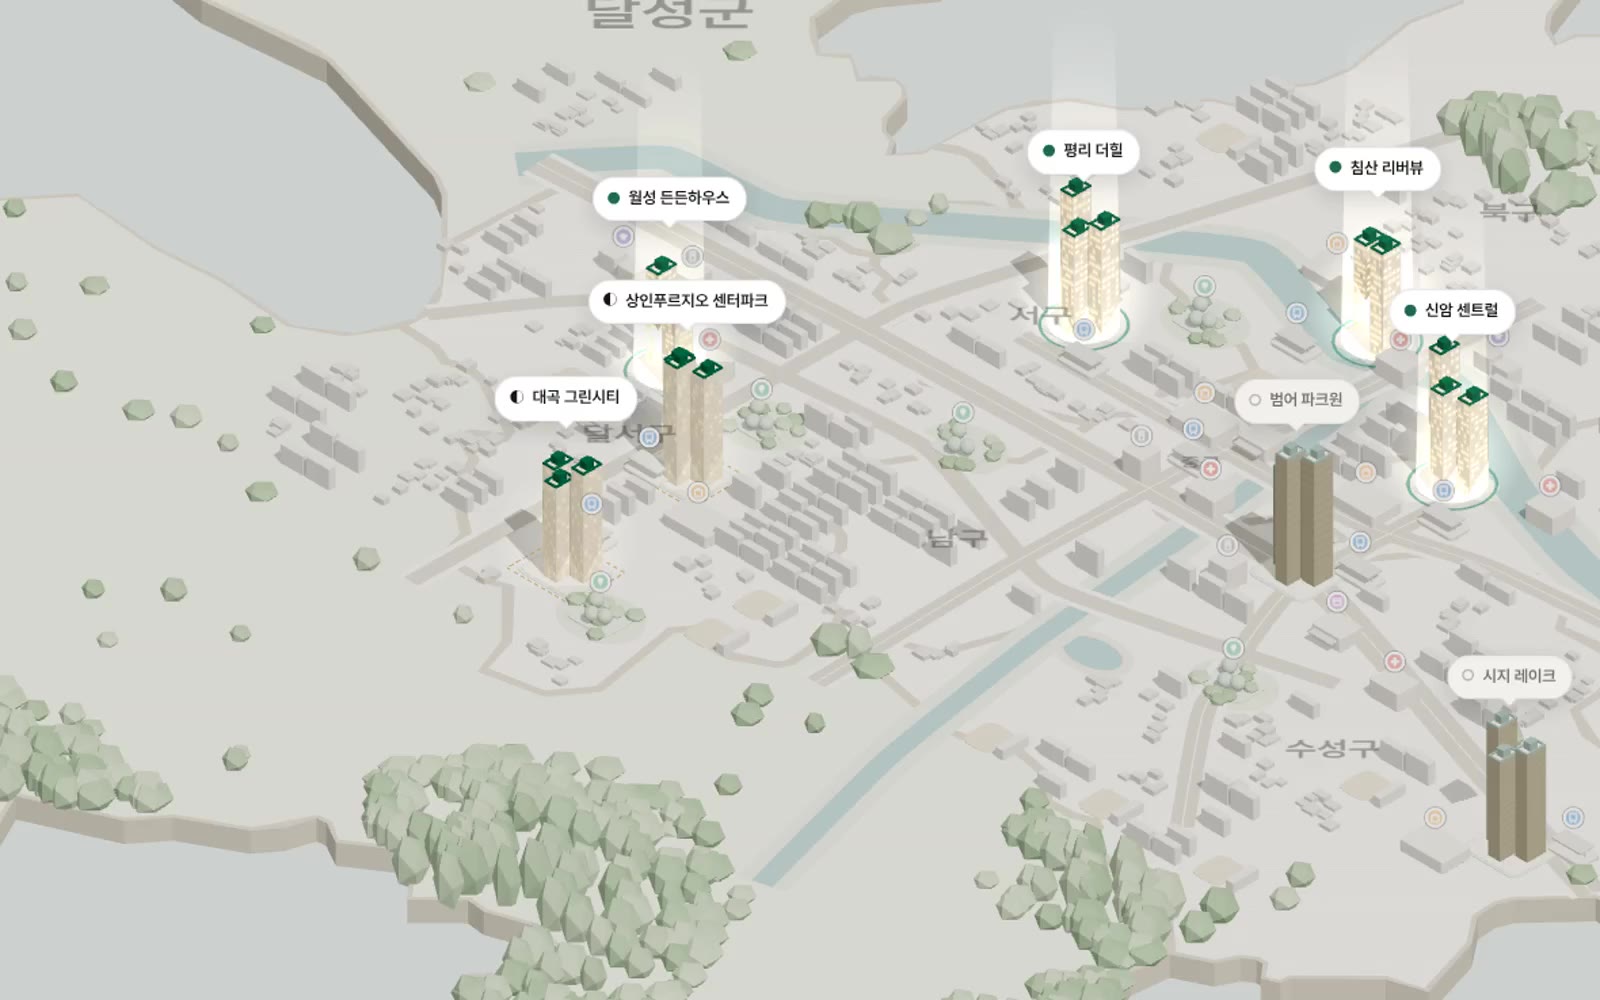 달성군
평리 더힐
침산 리버뷰
월성 든든하우스
북구
상인푸르지오 센터파크
신암 센트럴
서구
대곡 그린시티
범어 파크원
달서구
남구
시지 레이크
수성구